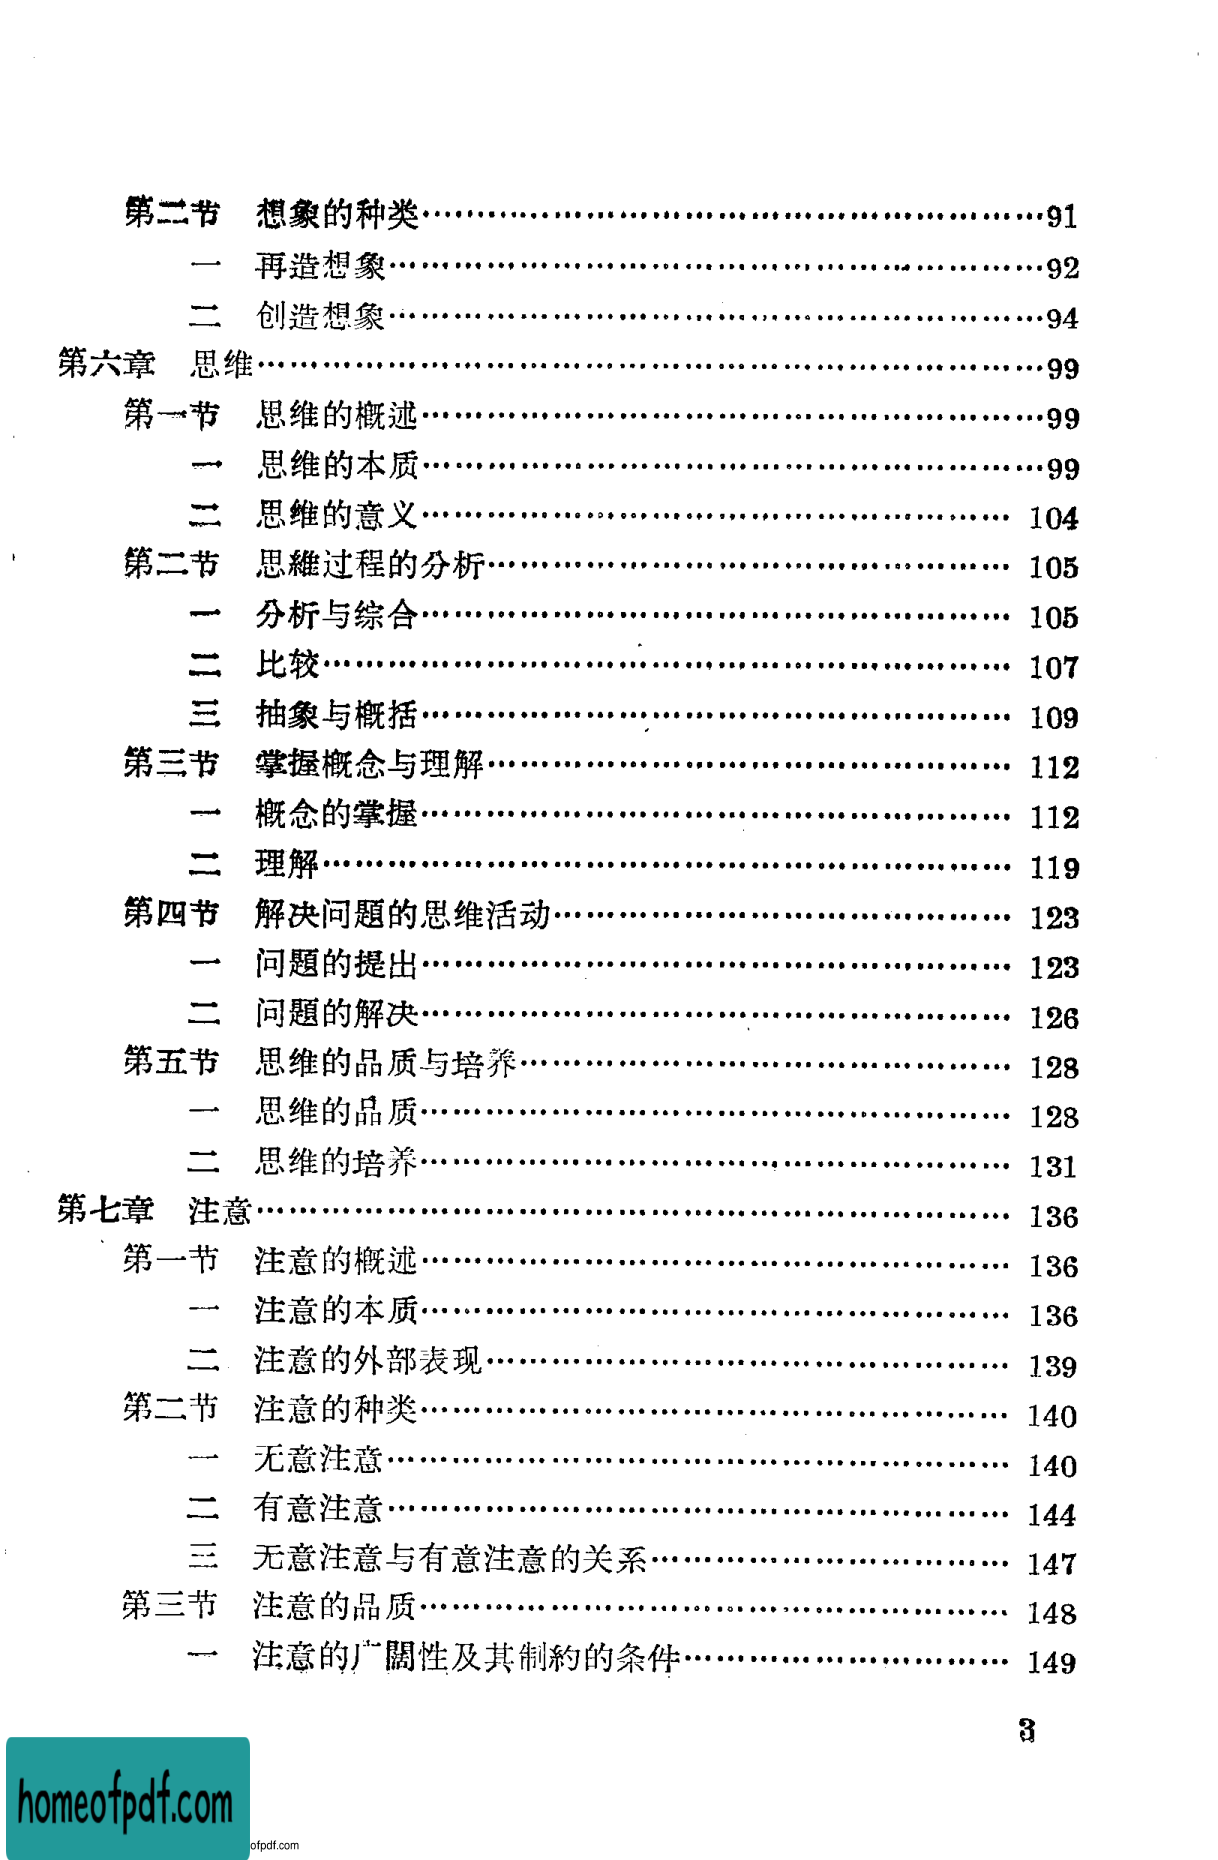 第二节 想象的种类……91
一 再造想象……92
二 创造想象……94
第六章 思维……99
第一节 思维的概述……99
一 思维的本质……99
二 思维的意义……104
第二节 思維过程的分析……105
一 分析与综合……105
二 比较……107
三 抽象与概括……109
第三节 掌握概念与理解……112
一 概念的掌握……112
二 理解……119
第四节 解决问題的思维活动……123
一 问題的提出……123
二 问題的解决……126
第五节 思维的品质与培养……128
一 思维的品质……128
二 思维的培养……131
第七章 注意……136
第一节 注意的概述……136
一 注意的本质……136
二 注意的外部表现……139
第二节 注意的种类……140
一 无意注意……140
二 有意注意……144
三 无意注意与有意注意的关系……147
第三节 注意的品质……148
一 注意的广闊性及其制約的条件……149
3
homeofpdf.com
ofpdf.com